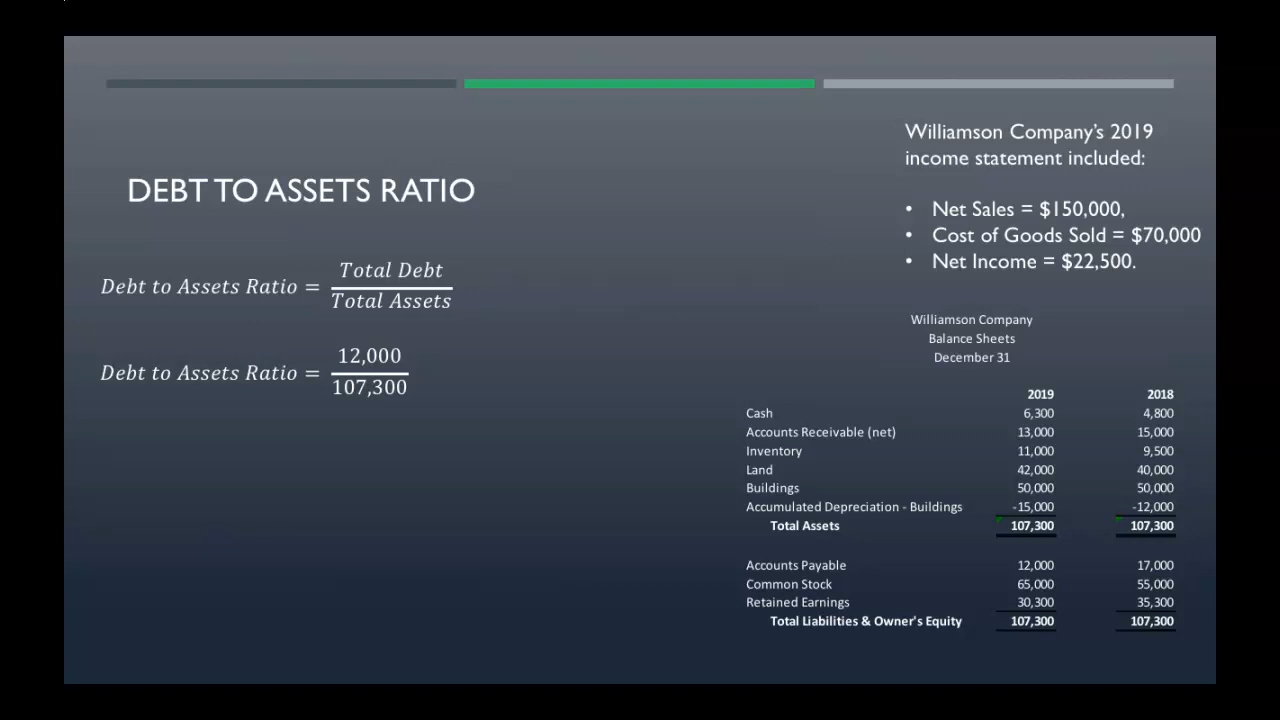 DEBT TO ASSETS RATIO
Debt to Assets Ratio = Total Debt / Total Assets
Debt to Assets Ratio = 12,000 / 107,300
Williamson Company's 2019
income statement included:
• Net Sales = $150,000,
• Cost of Goods Sold = $70,000
• Net Income = $22,500.
Williamson Company
Balance Sheets
December 31
2019 2018
Cash 6,300 4,800
Accounts Receivable (net) 13,000 15,000
Inventory 11,000 9,500
Land 42,000 40,000
Buildings 50,000 50,000
Accumulated Depreciation - Buildings -15,000 -12,000
Total Assets 107,300 107,300
Accounts Payable 12,000 17,000
Common Stock 65,000 55,000
Retained Earnings 30,300 35,300
Total Liabilities & Owner's Equity 107,300 107,300